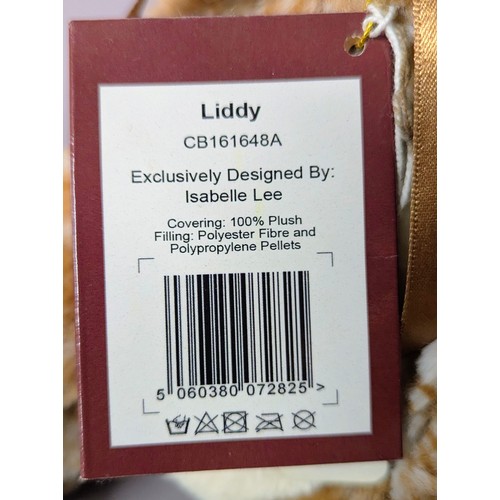 Liddy
CB161648A
Exclusively Designed By:
Isabelle Lee
Covering: 100% Plush
Filling: Polyester Fibre and
Polypropylene Pellets
5 060380 072825 >